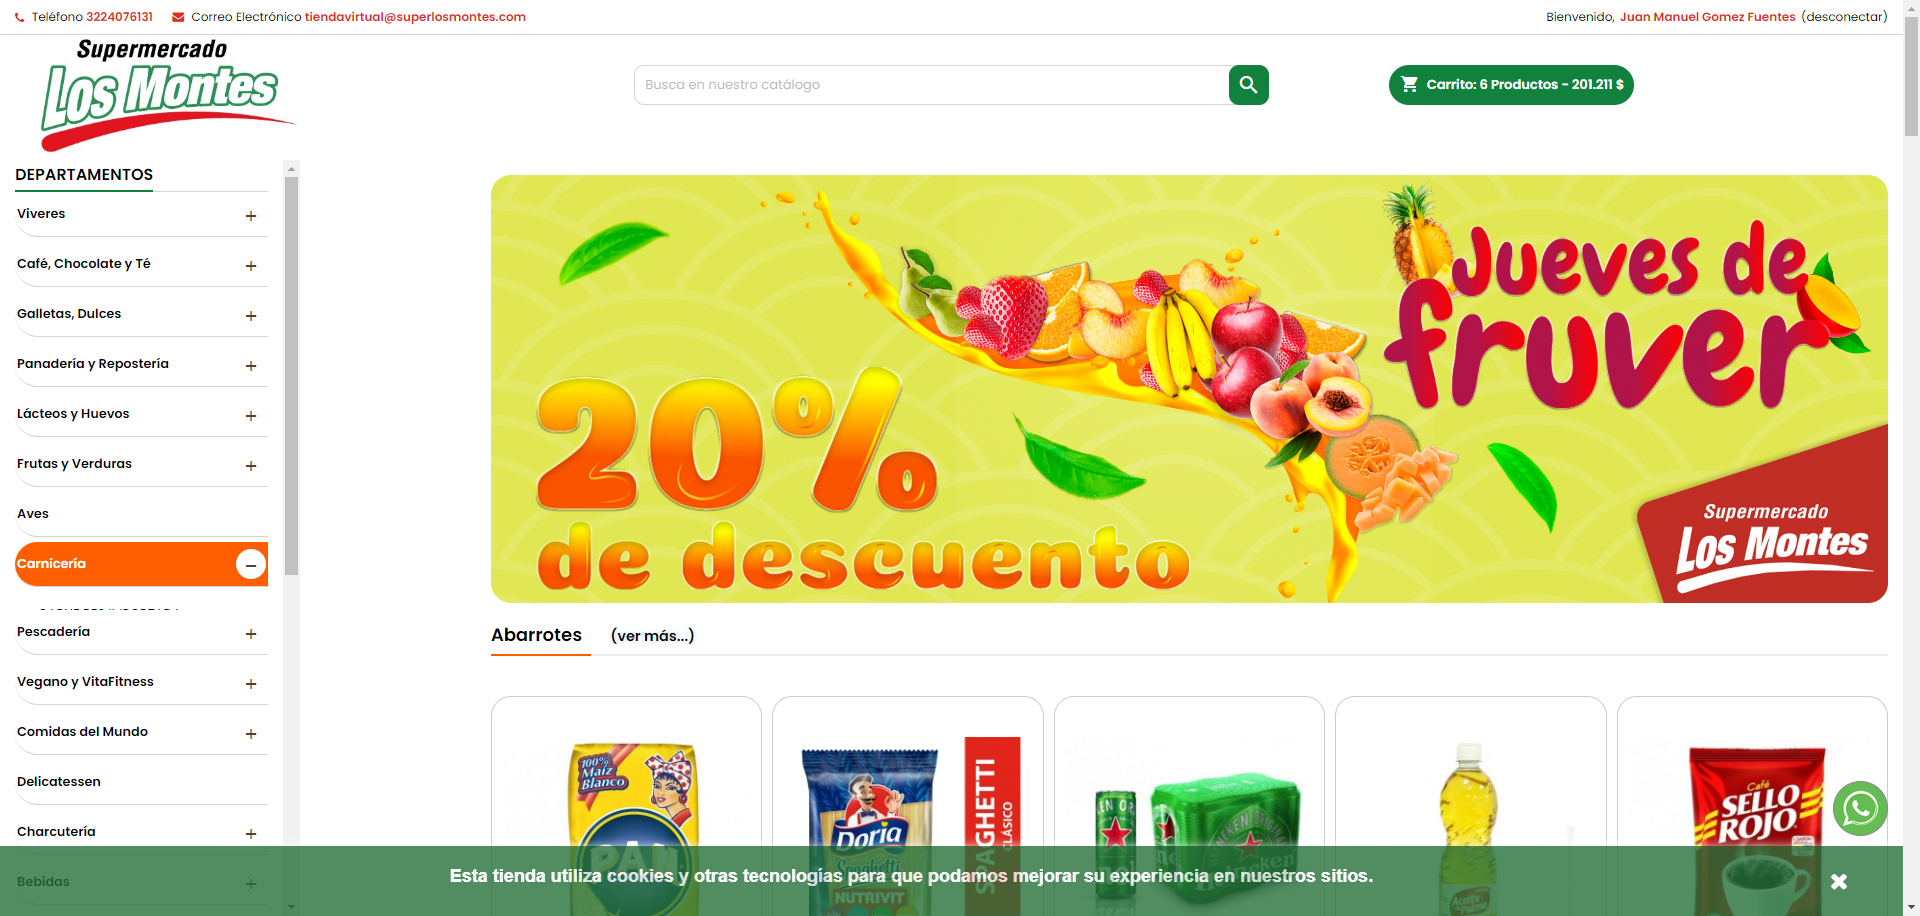 Teléfono 3224076131 Correo Electrónico tiendavirtual@superlosmontes.com
Bienvenido, Juan Manuel Gomez Fuentes (desconectar)
Supermercado
Los Montes
Busca en nuestro catálogo
Carrito: 6 Productos - 201.211 $
DEPARTAMENTOS
Viveres
Café, Chocolate y Té
Galletas, Dulces
Panadería y Repostería
Lácteos y Huevos
Frutas y Verduras
Aves
Carnicería
Pescadería
Vegano y VitaFitness
Comidas del Mundo
Delicatessen
Charcutería
Bebidas
Jueves de
fruver
20%
de descuento
Supermercado
Los Montes
Abarrotes (ver más...)
100%
Maíz
Blanco
PAN
Doria
Spaghetti
NUTRIVIT
SPAGHETTI
CLÁSICO
Heineken
Café
SELLO
ROJO
Esta tienda utiliza cookies y otras tecnologías para que podamos mejorar su experiencia en nuestros sitios.